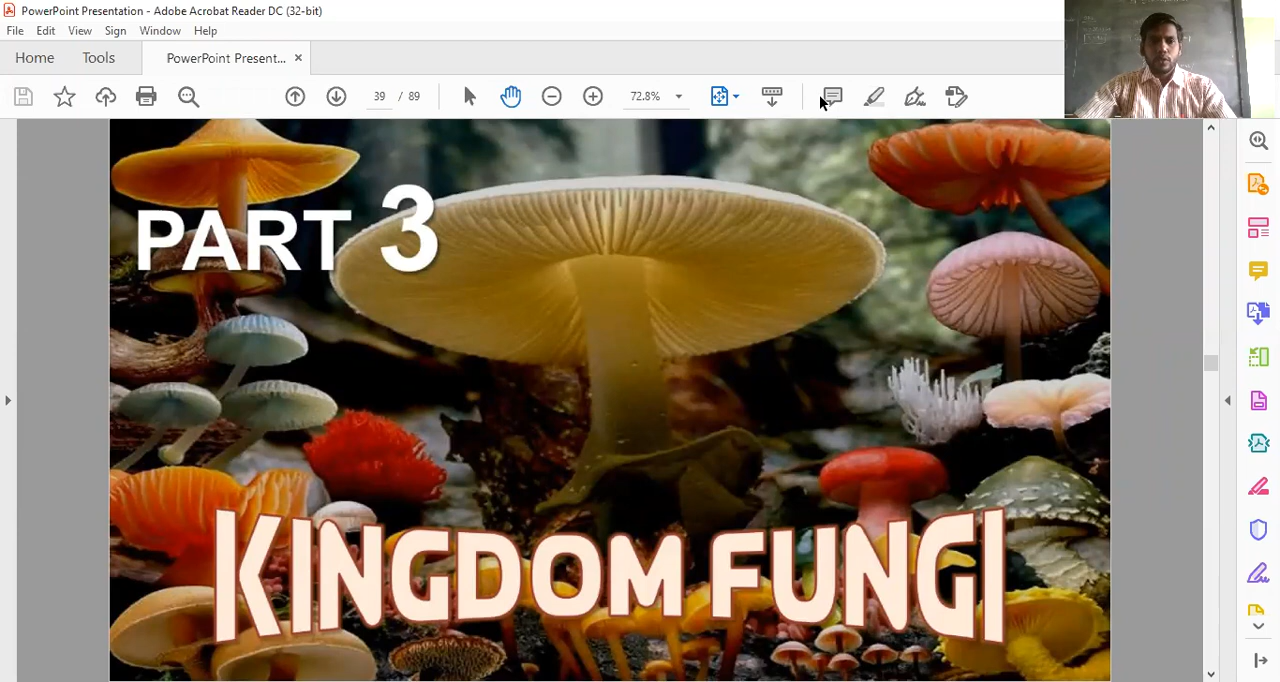 PowerPoint Presentation - Adobe Acrobat Reader DC (32-bit)
File Edit View Sign Window Help
Home Tools PowerPoint Present... ×
39 / 89 72.8%
PART 3
KINGDOM FUNGI